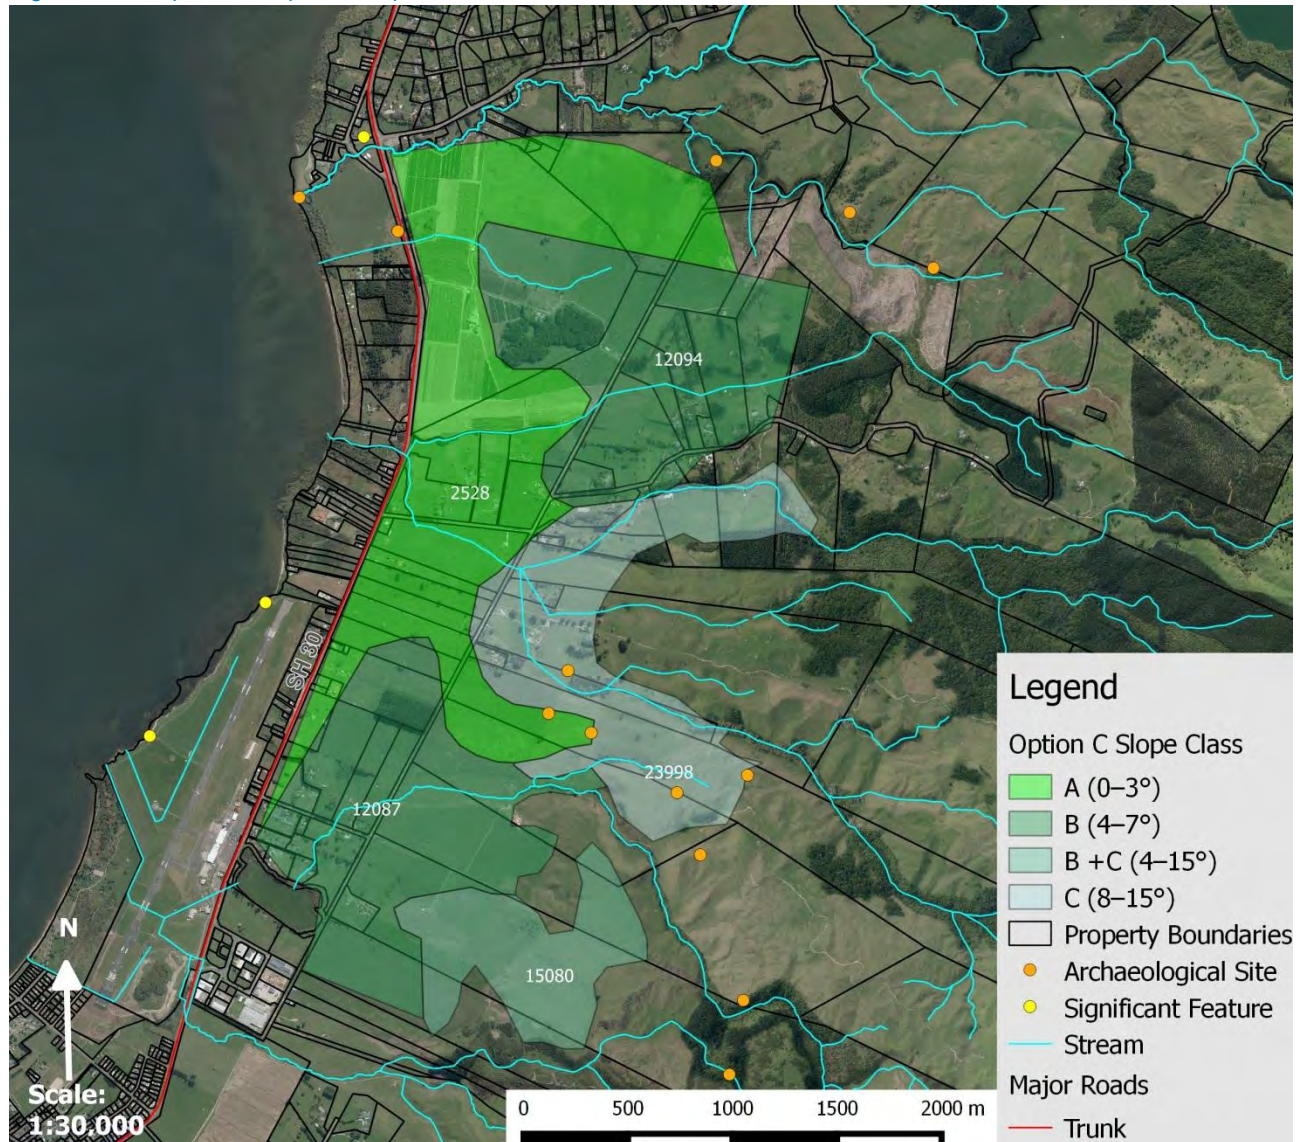 12094
2528
SH 30
23998
12087
15080
N
Scale:
1:30,000
0 500 1000 1500 2000 m
Legend
Option C Slope Class
A (0–3°)
B (4–7°)
B +C (4–15°)
C (8–15°)
Property Boundaries
Archaeological Site
Significant Feature
Stream
Major Roads
Trunk